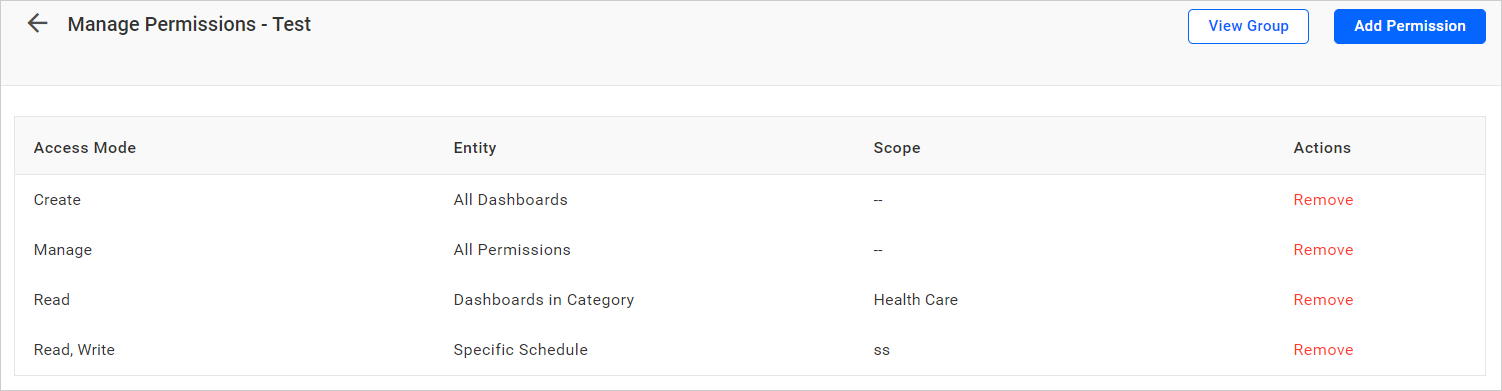 Manage Permissions - Test
View Group
Add Permission
Access Mode Entity Scope Actions
Create All Dashboards -- Remove
Manage All Permissions -- Remove
Read Dashboards in Category Health Care Remove
Read, Write Specific Schedule ss Remove